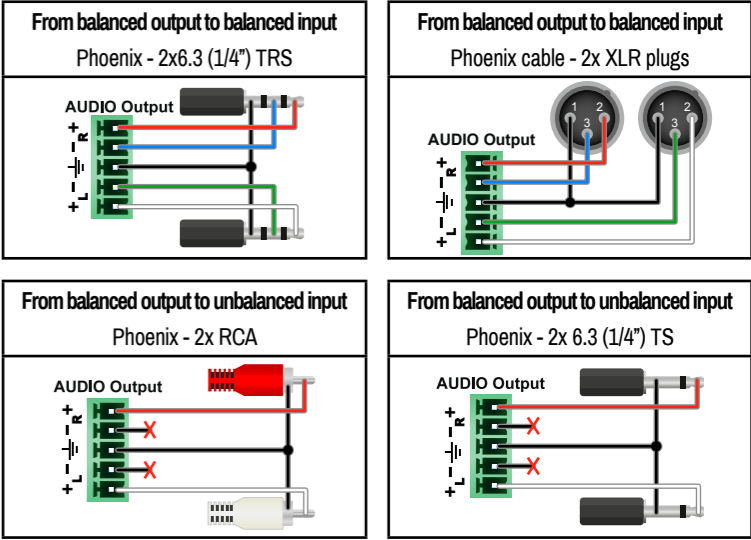 From balanced output to balanced input
Phoenix - 2x6.3 (1/4”) TRS
AUDIO Output
+
R
-
-
L
+
From balanced output to balanced input
Phoenix cable - 2x XLR plugs
1 2
3
1 2
3
AUDIO Output
+
R
-
-
L
+
From balanced output to unbalanced input
Phoenix - 2x RCA
AUDIO Output
+
R
-
-
L
+
From balanced output to unbalanced input
Phoenix - 2x 6.3 (1/4”) TS
AUDIO Output
+
R
-
-
L
+